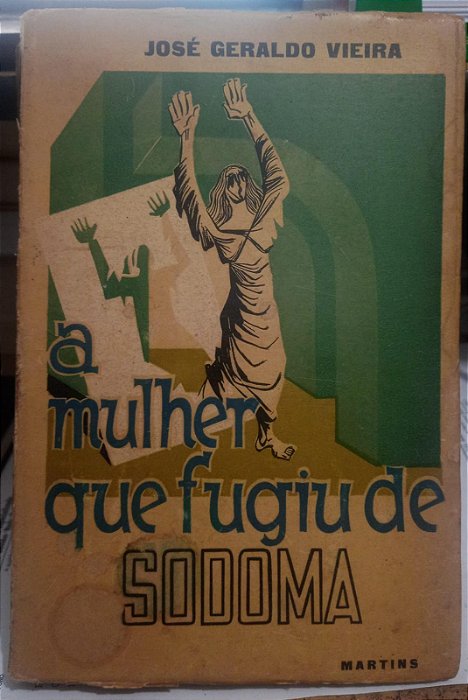 JOSÉ GERALDO VIEIRA
a
mulher
que fugiu de
SODOMA
MARTINS